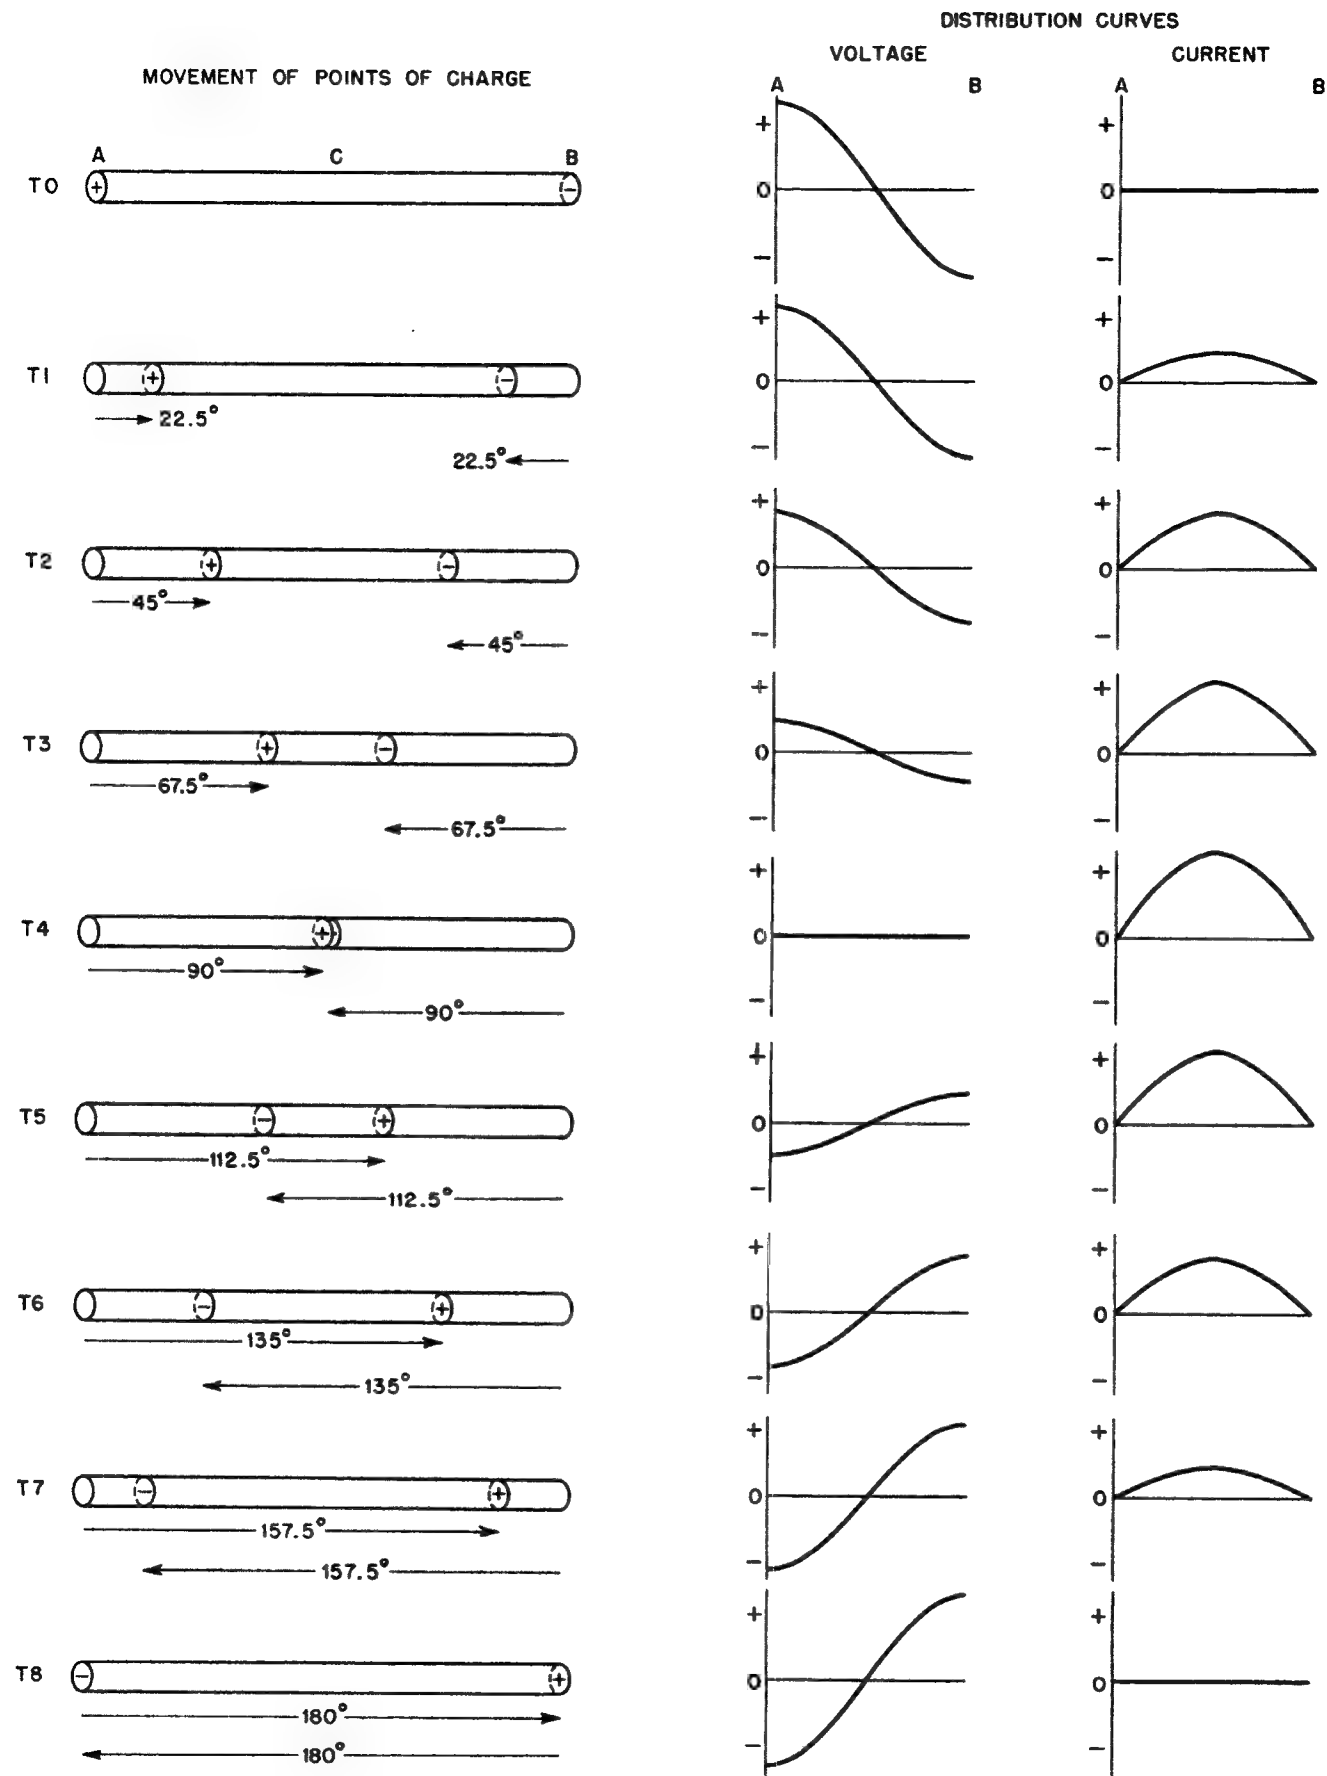 DISTRIBUTION CURVES
VOLTAGE CURRENT
MOVEMENT OF POINTS OF CHARGE
A B A B
+ +
A C B
T0 + − 0 0
− −
+ +
T1 + − 0 0
22.5°
− −
22.5°
+ +
T2 + − 0 0
45°
− −
45°
+ +
T3 + − 0 0
67.5°
− −
67.5°
+ +
T4 + 0 0
90°
− −
90°
+ +
T5 − + 0 0
112.5°
− −
112.5°
+ +
T6 − + 0 0
135°
− −
135°
+ +
T7 − + 0 0
157.5°
− −
157.5°
+ +
T8 − + 0 0
180°
− −
180°